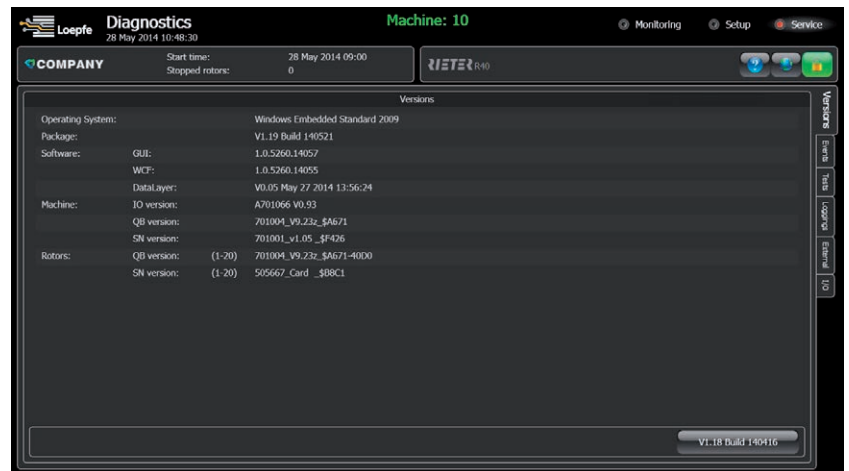 Loepfe
Diagnostics
28 May 2014 10:48:30
Machine: 10
Monitoring
Setup
Service
COMPANY
Start time: 28 May 2014 09:00
Stopped rotors: 0
RIETER R40
Versions
Operating System: Windows Embedded Standard 2009
Package: V1.19 Build 140521
Software: GUI: 1.0.5260.14057
WCF: 1.0.5260.14055
DataLayer: V0.05 May 27 2014 13:56:24
Machine: IO version: A701066 V0.93
QB version: 701004_V9.23z_$A671
SN version: 701001_v1.05 _$F426
Rotors: QB version: (1-20) 701004_V9.23z_$A671-40D0
SN version: (1-20) 505667_Card _$B8C1
V1.18 Build 140416
Versions
Events
Tests
Loggings
External
I/O